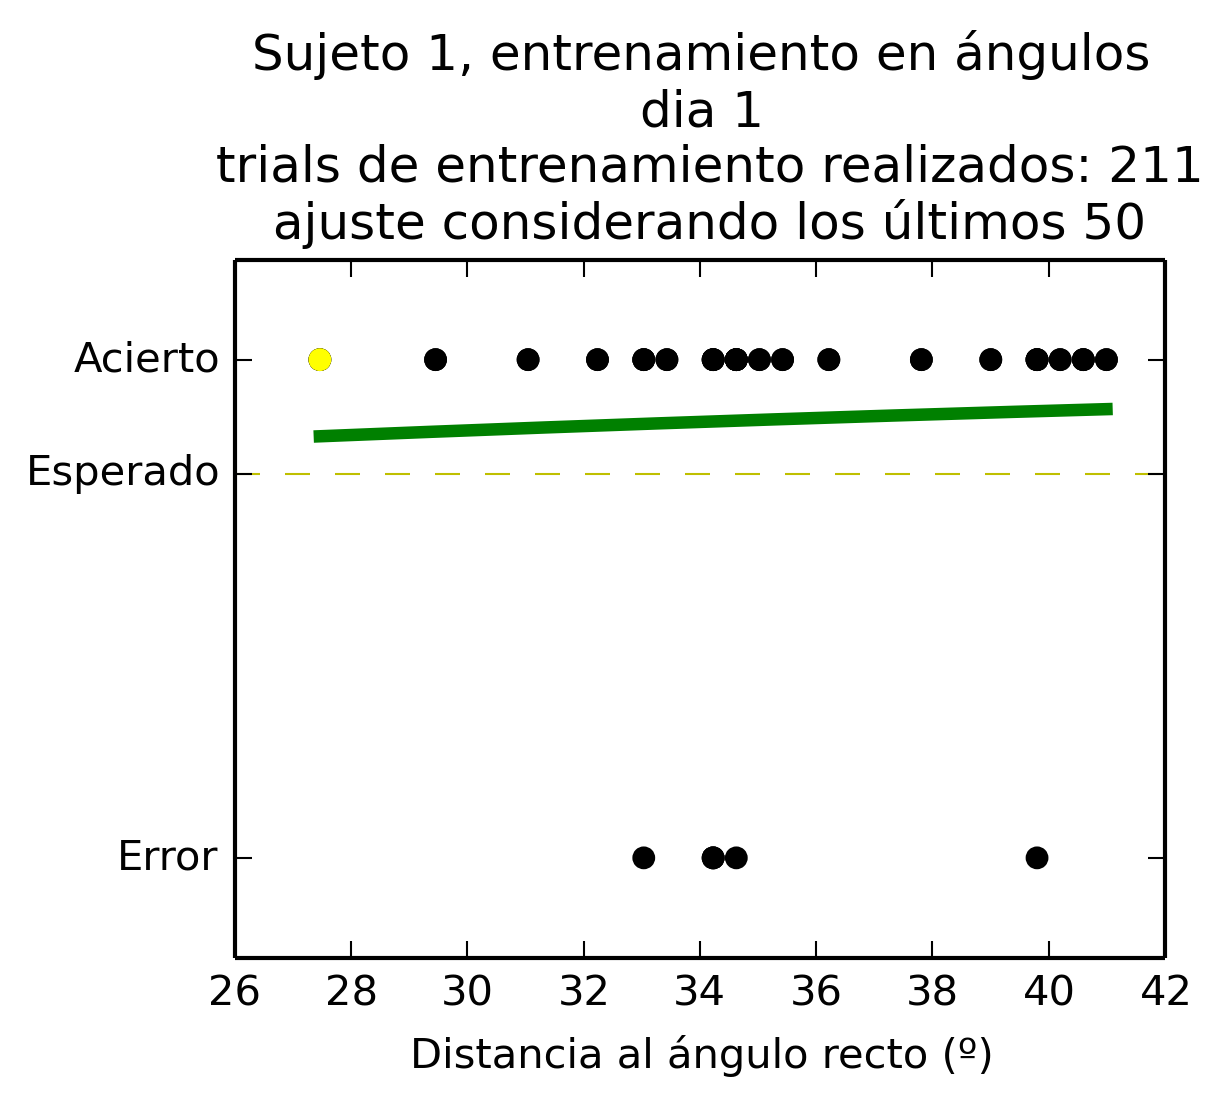 Sujeto 1, entrenamiento en ángulos
dia 1
trials de entrenamiento realizados: 211
ajuste considerando los últimos 50
Acierto
Esperado
Error
26 28 30 32 34 36 38 40 42
Distancia al ángulo recto (º)